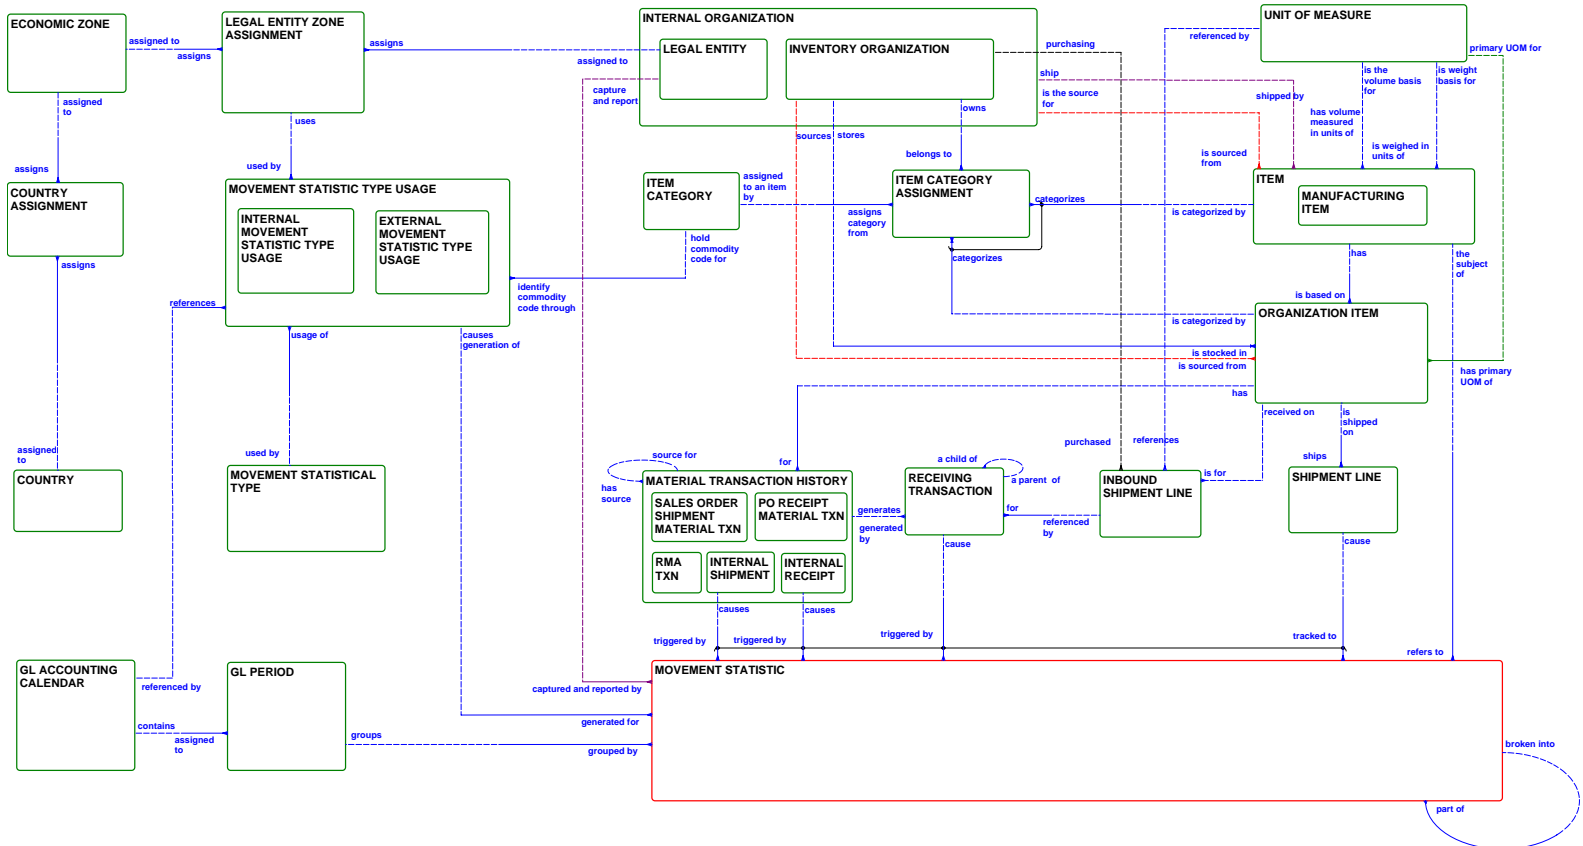 ECONOMIC ZONE
assigned to
assigns
assigned
to
assigns
LEGAL ENTITY ZONE
ASSIGNMENT
assigns
uses
used by
INTERNAL ORGANIZATION
LEGAL ENTITY
INVENTORY ORGANIZATION
assigned to
capture
and report
sources
stores
owns
belongs to
purchasing
ship
is the source
for
UNIT OF MEASURE
referenced by
primary UOM for
is the
volume basis
for
is weight
basis for
shipped by
has volume
measured
in units of
is weighed in
units of
is sourced
from
COUNTRY
ASSIGNMENT
assigns
MOVEMENT STATISTIC TYPE USAGE
INTERNAL
MOVEMENT
STATISTIC TYPE
USAGE
EXTERNAL
MOVEMENT
STATISTIC TYPE
USAGE
references
usage of
causes
generation of
identify
commodity
code through
ITEM
CATEGORY
hold
commodity
code for
assigned
to an item
by
assigns
category
from
ITEM CATEGORY
ASSIGNMENT
categorizes
categorizes
is categorized by
ITEM
MANUFACTURING
ITEM
has
the
subject
of
is based on
ORGANIZATION ITEM
is categorized by
is stocked in
is sourced from
has
has primary
UOM of
received on
is
shipped
on
assigned
to
COUNTRY
used by
MOVEMENT STATISTICAL
TYPE
source for
has
source
for
MATERIAL TRANSACTION HISTORY
SALES ORDER
SHIPMENT
MATERIAL TXN
PO RECEIPT
MATERIAL TXN
RMA
TXN
INTERNAL
SHIPMENT
INTERNAL
RECEIPT
generates
generated
by
a child of
a parent  of
RECEIVING
TRANSACTION
for
referenced
by
cause
purchased
references
INBOUND
SHIPMENT LINE
is for
ships
SHIPMENT LINE
cause
causes
causes
triggered by
triggered by
triggered by
tracked to
refers to
GL ACCOUNTING
CALENDAR
referenced by
contains
assigned
to
GL PERIOD
groups
captured and reported by
generated for
grouped by
MOVEMENT STATISTIC
broken into
part of